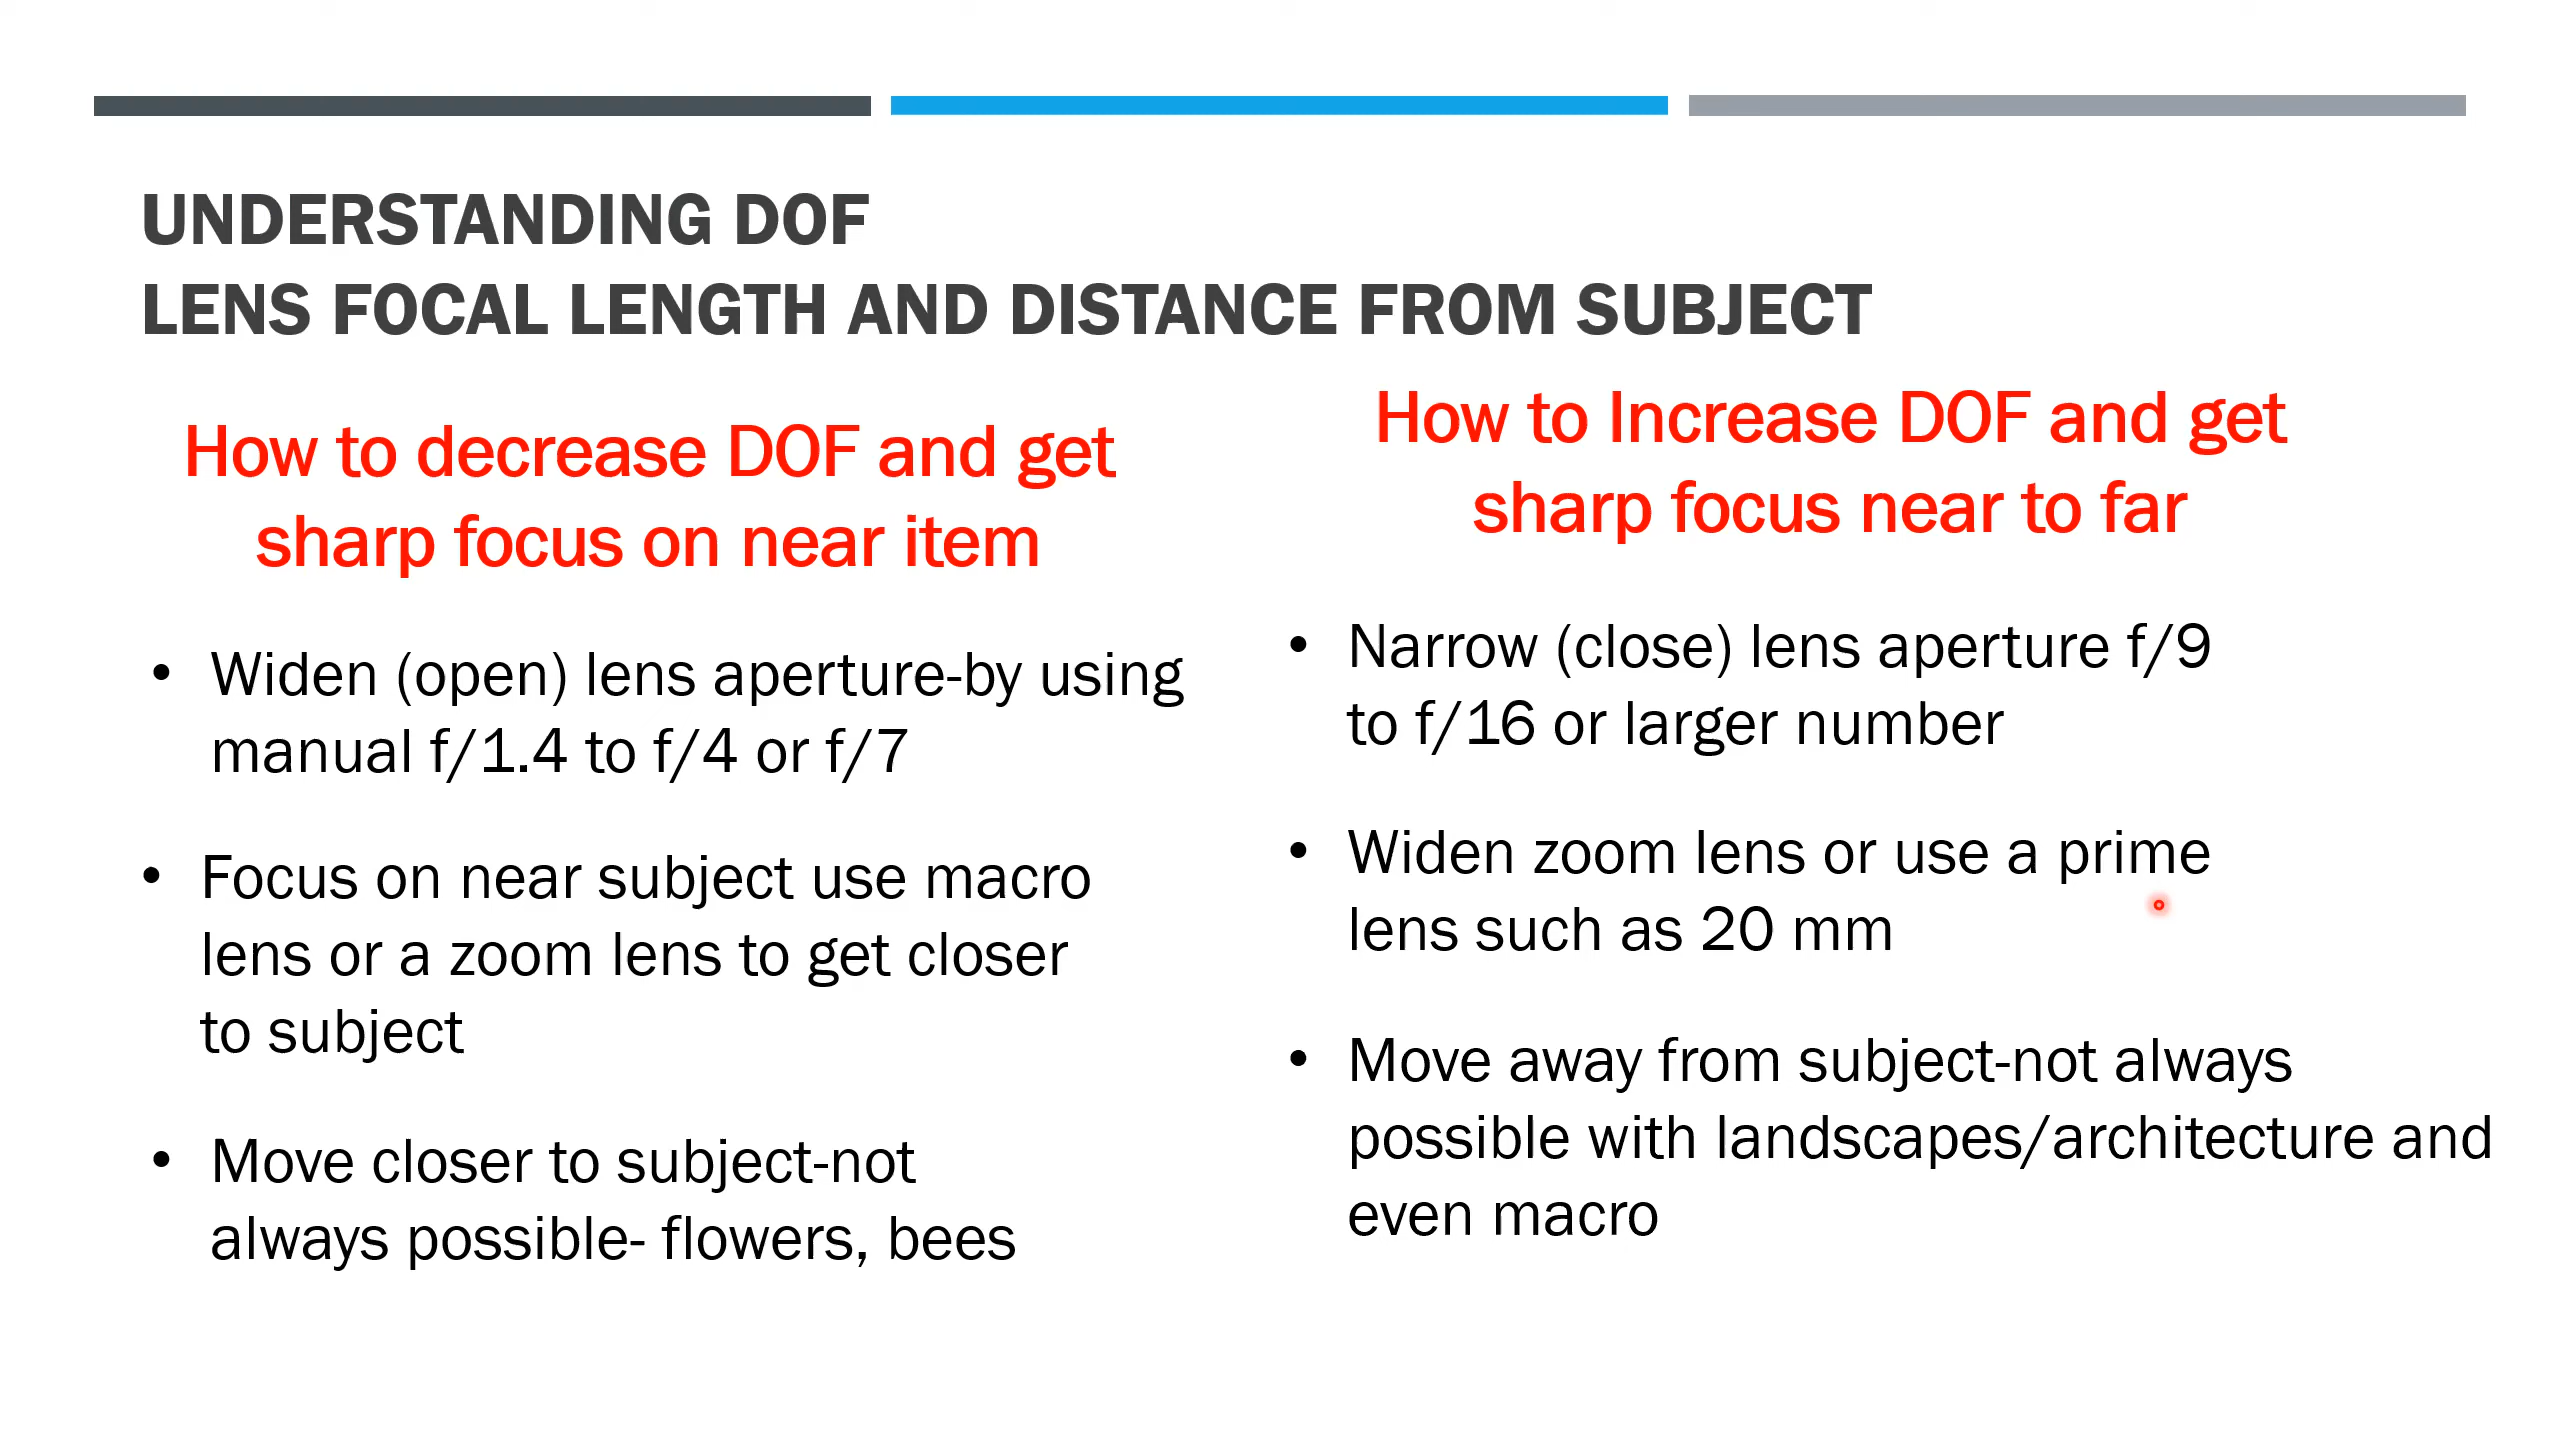 UNDERSTANDING DOF
LENS FOCAL LENGTH AND DISTANCE FROM SUBJECT
How to decrease DOF and get
sharp focus on near item
• Widen (open) lens aperture-by using
manual f/1.4 to f/4 or f/7
• Focus on near subject use macro
lens or a zoom lens to get closer
to subject
• Move closer to subject-not
always possible- flowers, bees
How to Increase DOF and get
sharp focus near to far
• Narrow (close) lens aperture f/9
to f/16 or larger number
• Widen zoom lens or use a prime
lens such as 20 mm
• Move away from subject-not always
possible with landscapes/architecture and
even macro